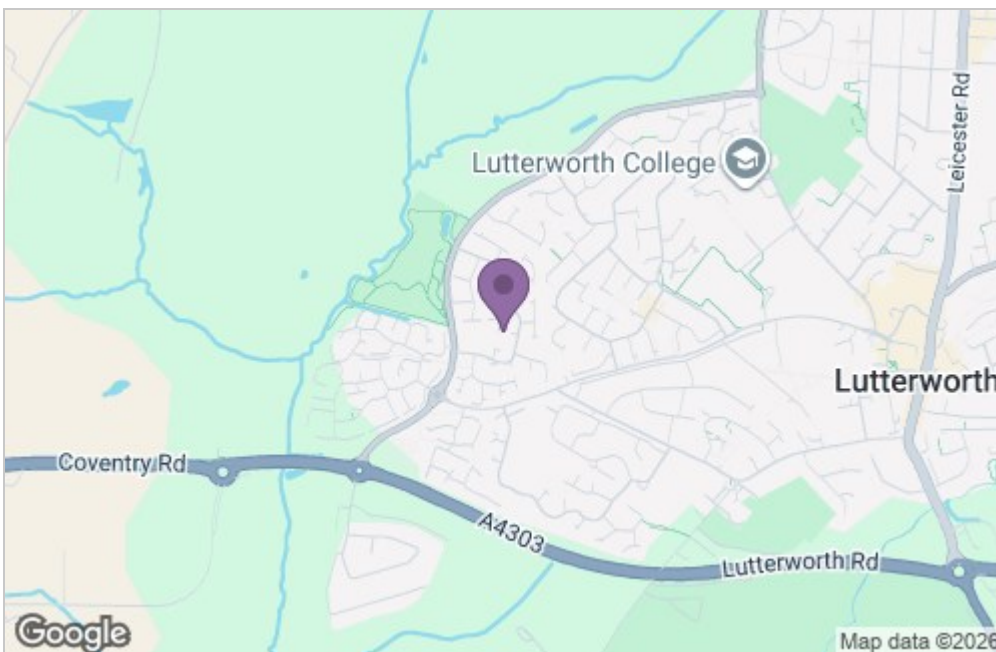 Leicester Rd
Lutterworth College
Lutterworth
Coventry Rd
A4303
Lutterworth Rd
Google
Map data ©2026